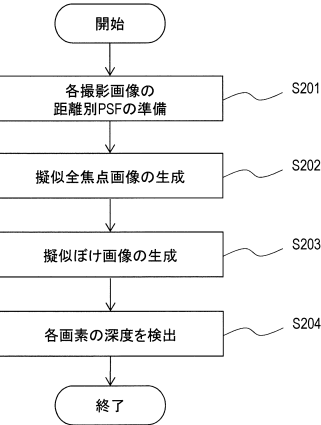 開始
各撮影画像の
距離別PSFの準備
S201
擬似全焦点画像の生成
S202
擬似ぼけ画像の生成
S203
各画素の深度を検出
S204
終了